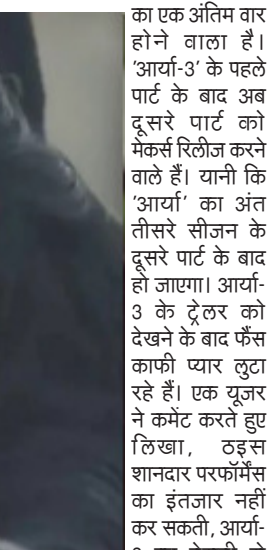 का एक अंतिम वार
होने वाला है।
'आर्या-3' के पहले
पार्ट के बाद अब
दूसरे पार्ट को
मेकर्स रिलीज करने
वाले हैं। यानी कि
'आर्या' का अंत
तीसरे सीजन के
दूसरे पार्ट के बाद
हो जाएगा। आर्या-
3 के ट्रेलर को
देखने के बाद फैंस
काफी प्यार लुटा
रहे हैं। एक यूजर
ने कमेंट करते हुए
लिखा, ठइस
शानदार परफॉर्मेंस
का इंतजार नहीं
कर सकती, आर्या-